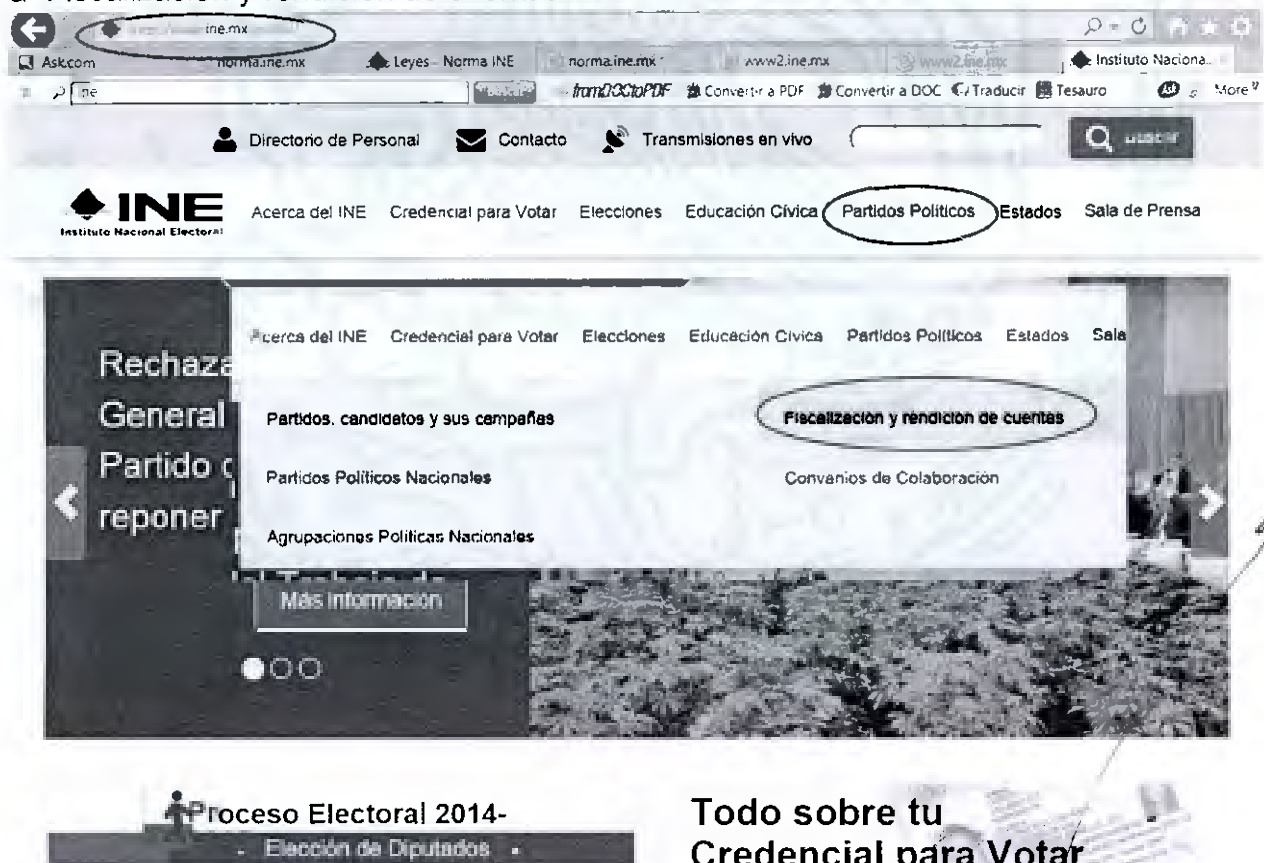 ine.mx
Ask.com norma.ine.mx Leyes - Norma INE norma.ine.mx www2.ine.mx www2.ine.mx Instituto Naciona...
ine fromDOCtoPDF Convertir a PDF Convertir a DOC Traducir Tesauro Ask More
Directorio de Personal Contacto Transmisiones en vivo Buscar
INE Acerca del INE Credencial para Votar Elecciones Educación Cívica Partidos Políticos Estados Sala de Prensa
Instituto Nacional Electoral
Acerca del INE Credencial para Votar Elecciones Educación Cívica Partidos Políticos Estados Sala
Rechaza
General
Partidos, candidatos y sus campañas Fiscalización y rendición de cuentas
Partido
Partidos Políticos Nacionales Convenios de Colaboración
reponer
Agrupaciones Políticas Nacionales
Más información
Proceso Electoral 2014-
Elección de Diputados
Todo sobre tu
Credencial para Votar